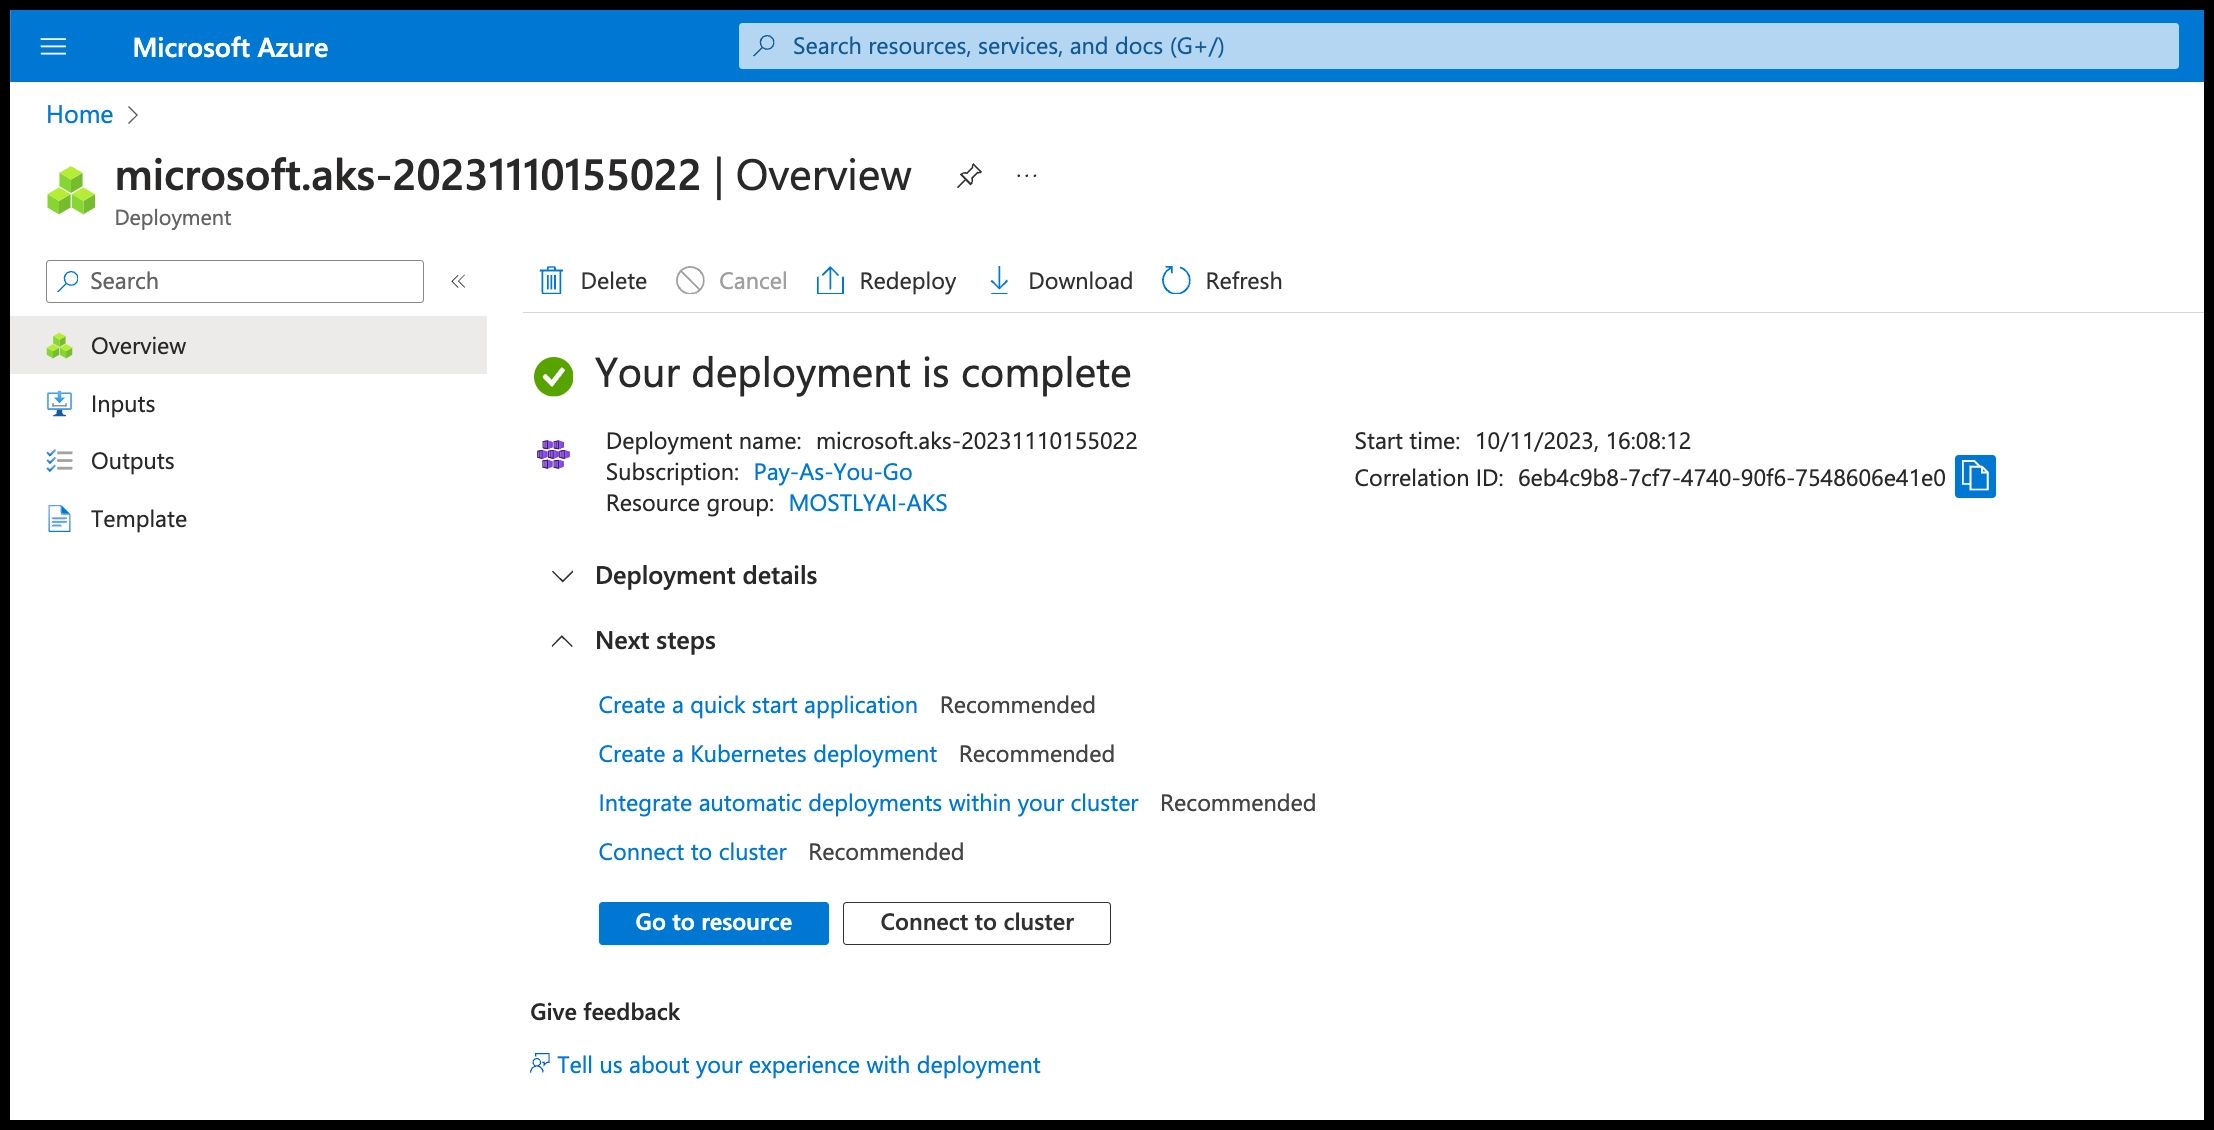 Microsoft Azure
Search resources, services, and docs (G+/)
Home
microsoft.aks-20231110155022 | Overview
Deployment
Search
Delete
Cancel
Redeploy
Download
Refresh
Overview
Inputs
Outputs
Template
Your deployment is complete
Deployment name: microsoft.aks-20231110155022
Subscription: Pay-As-You-Go
Resource group: MOSTLYAI-AKS
Start time: 10/11/2023, 16:08:12
Correlation ID: 6eb4c9b8-7cf7-4740-90f6-7548606e41e0
Deployment details
Next steps
Create a quick start application Recommended
Create a Kubernetes deployment Recommended
Integrate automatic deployments within your cluster Recommended
Connect to cluster Recommended
Go to resource
Connect to cluster
Give feedback
Tell us about your experience with deployment